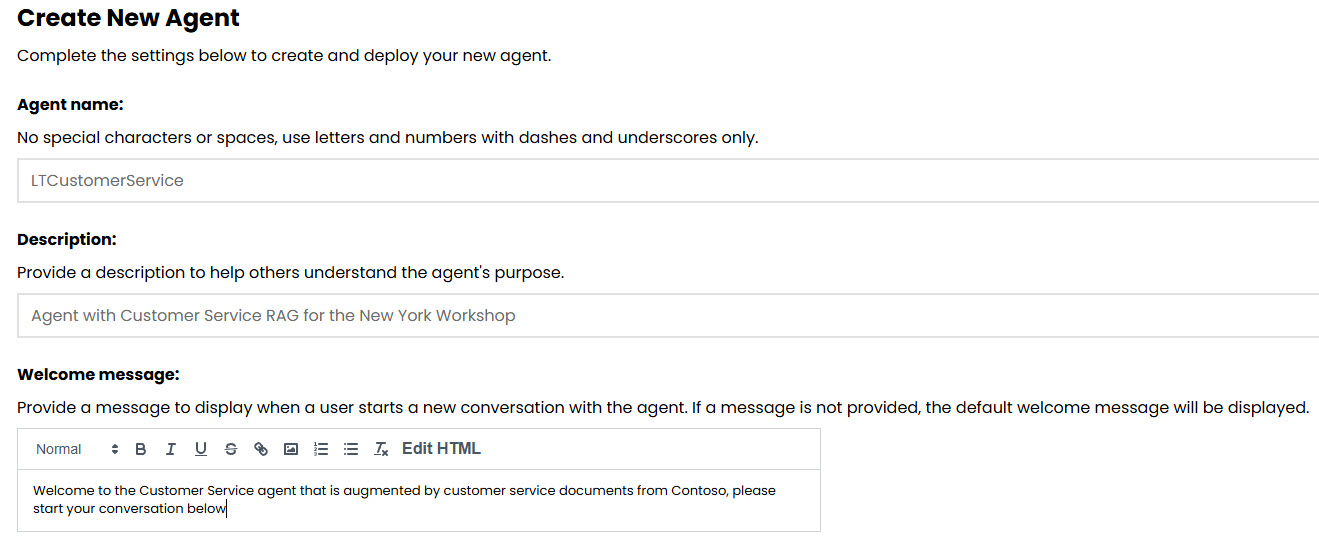 Create New Agent
Complete the settings below to create and deploy your new agent.
Agent name:
No special characters or spaces, use letters and numbers with dashes and underscores only.
LTCustomerService
Description:
Provide a description to help others understand the agent's purpose.
Agent with Customer Service RAG for the New York Workshop
Welcome message:
Provide a message to display when a user starts a new conversation with the agent. If a message is not provided, the default welcome message will be displayed.
Normal B I U S Edit HTML
Welcome to the Customer Service agent that is augmented by customer service documents from Contoso, please
start your conversation below